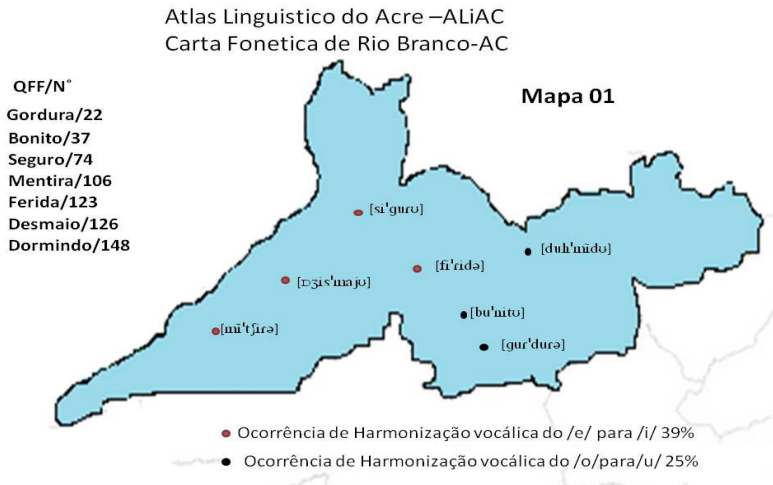 Atlas Linguistico do Acre –ALiAC
Carta Fonetica de Rio Branco-AC
QFF/N°
Gordura/22
Bonito/37
Seguro/74
Mentira/106
Ferida/123
Desmaio/126
Dormindo/148
Mapa 01
[si'gurʊ]
[duh'mĩdʊ]
[fi'ridə]
[ɒʒis'majʊ]
[bu'nitʊ]
[mĩ'tʃirə]
[gur'durə]
Ocorrência de Harmonização vocálica do /e/ para /i/ 39%
Ocorrência de Harmonização vocálica do /o/para/u/ 25%